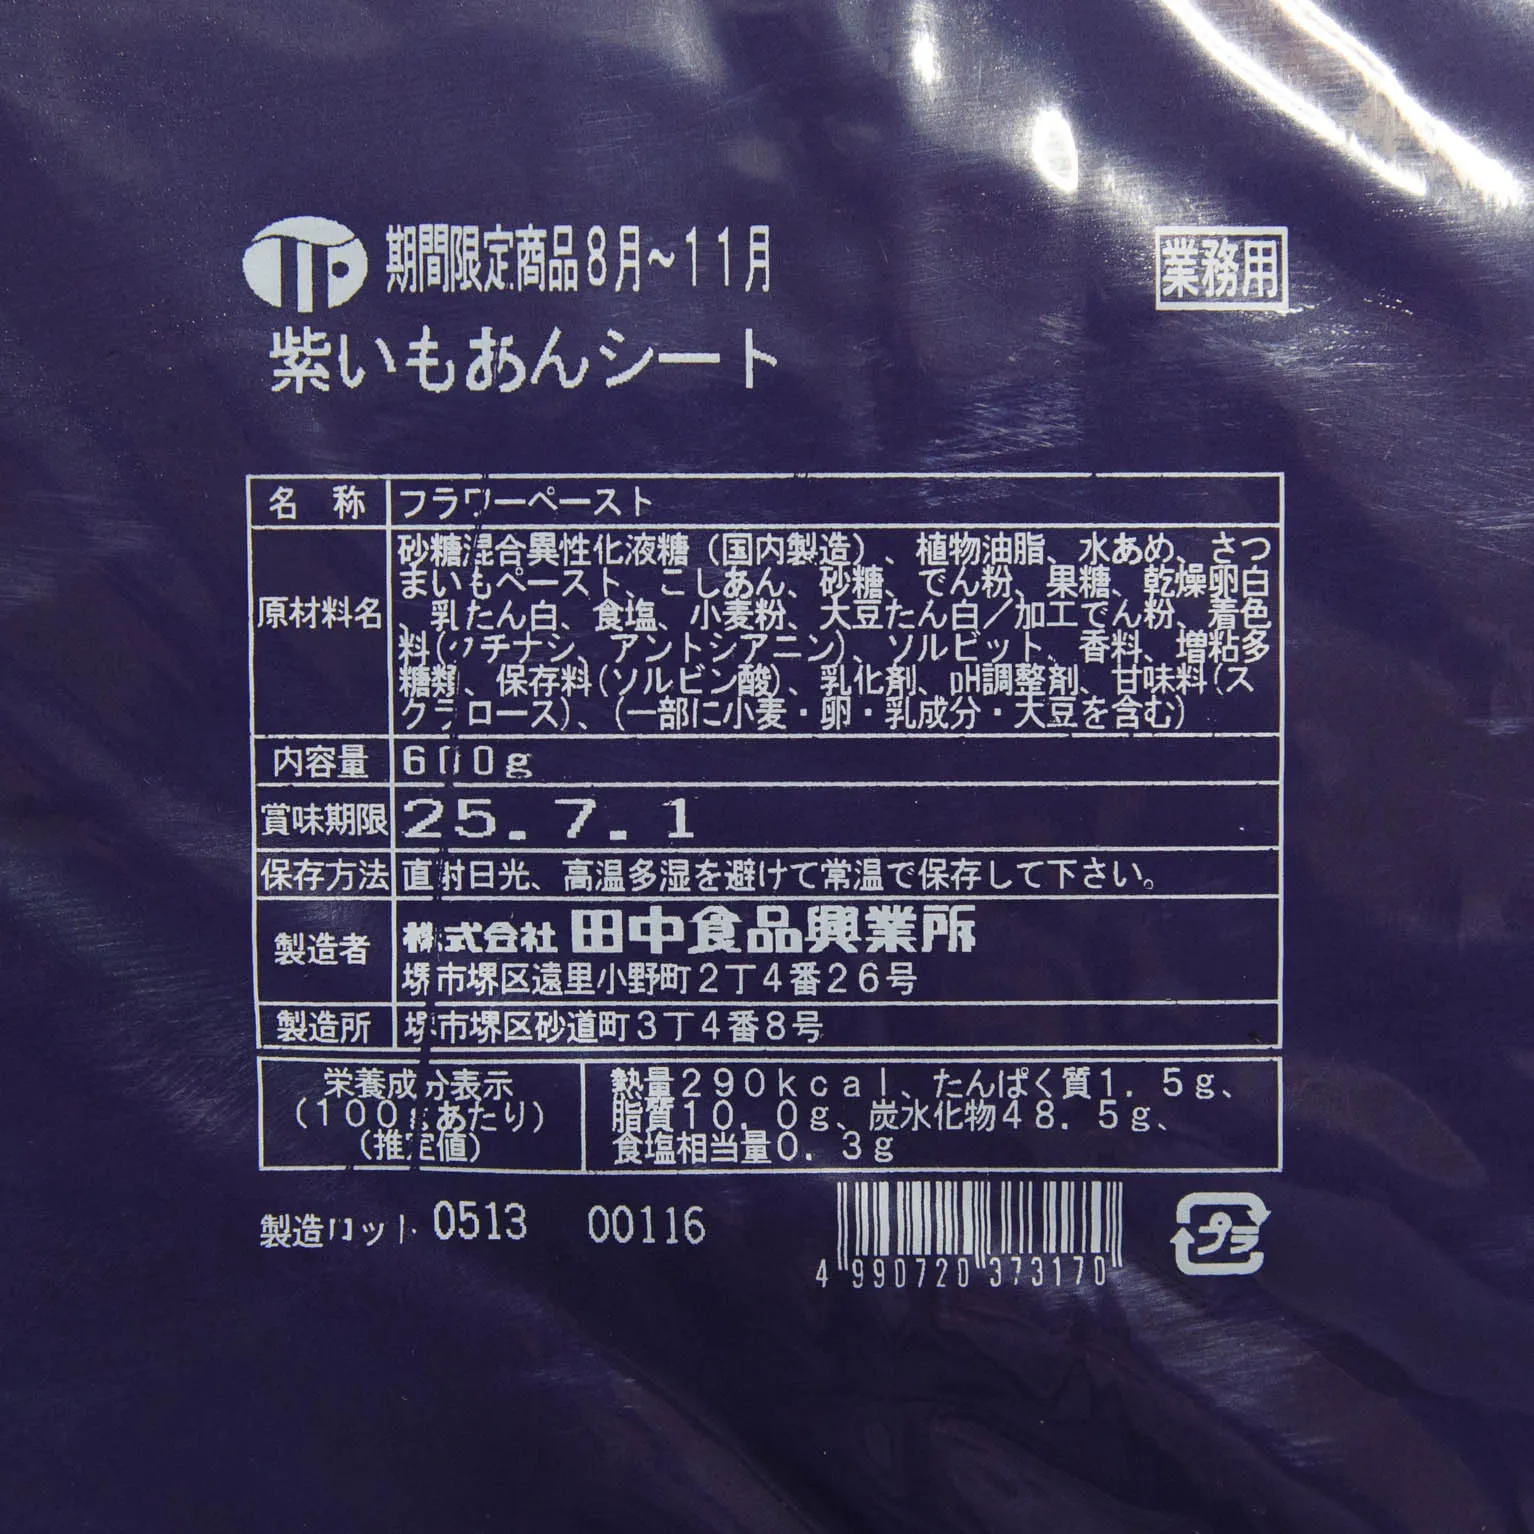 期間限定商品8月~11月
業務用
紫いもあんシート
名 称 フラワーペースト
原材料名
砂糖混合異性化液糖(国内製造)、植物油脂、水あめ、さつ
まいもペースト、こしあん、砂糖、でん粉、果糖、乾燥卵白
、乳たん白、食塩、小麦粉、大豆たん白/加工でん粉、着色
料(クチナシ、アントシアニン)、ソルビット、香料、増粘多
糖類、保存料(ソルビン酸)、乳化剤、pH調整剤、甘味料(ス
クラロース)、(一部に小麦・卵・乳成分・大豆を含む)
内容量 600g
賞味期限 25.7.1
保存方法 直射日光、高温多湿を避けて常温で保存して下さい。
製造者 株式会社 田中食品興業所
堺市堺区遠里小野町2丁4番26号
製造所 堺市堺区砂道町3丁4番8号
栄養成分表示
(100gあたり)
(推定値)
熱量290kcal、たんぱく質1.5g、
脂質10.0g、炭水化物48.5g、
食塩相当量0.3g
製造ロット 0513 00116
4 990720 373170
プラ